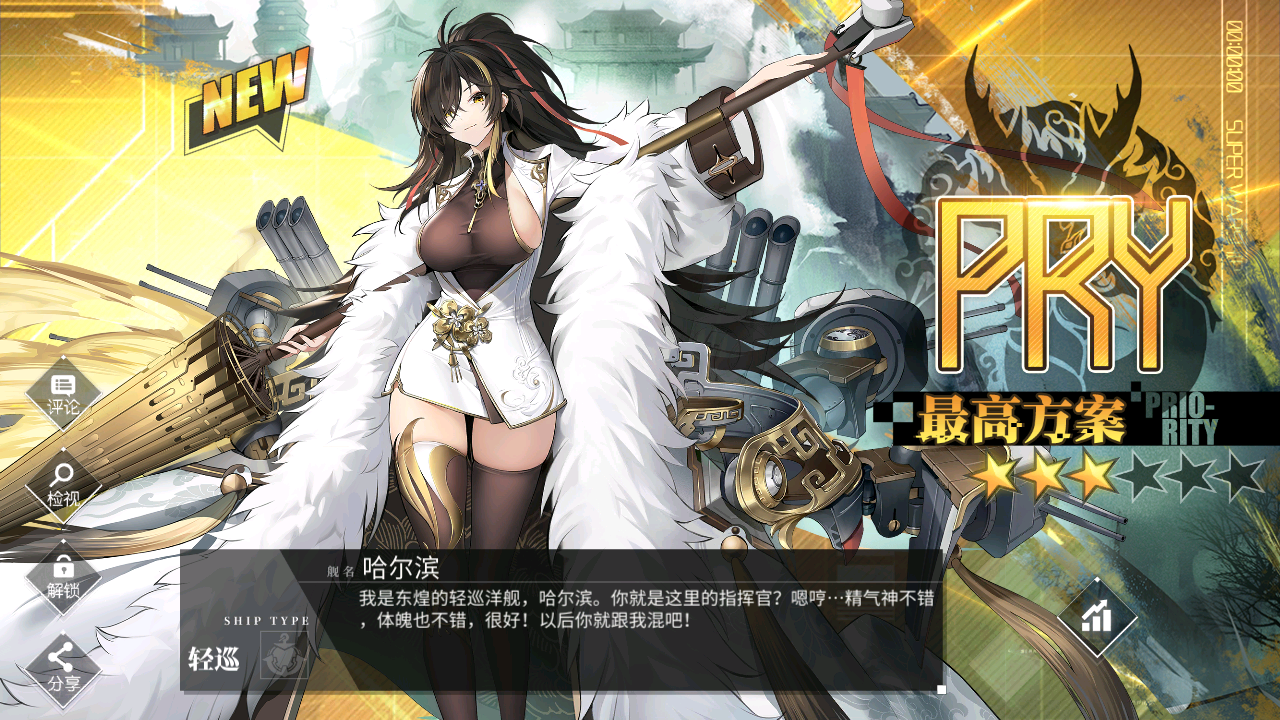 NEW
00:00:00
PRY
最高方案
PRIO-
RITY
评论
检视
解锁
分享
舰名 哈尔滨
我是东煌的轻巡洋舰，哈尔滨。你就是这里的指挥官？嗯哼…精气神不错
，体魄也不错，很好！以后你就跟我混吧！
SHIP TYPE
轻巡